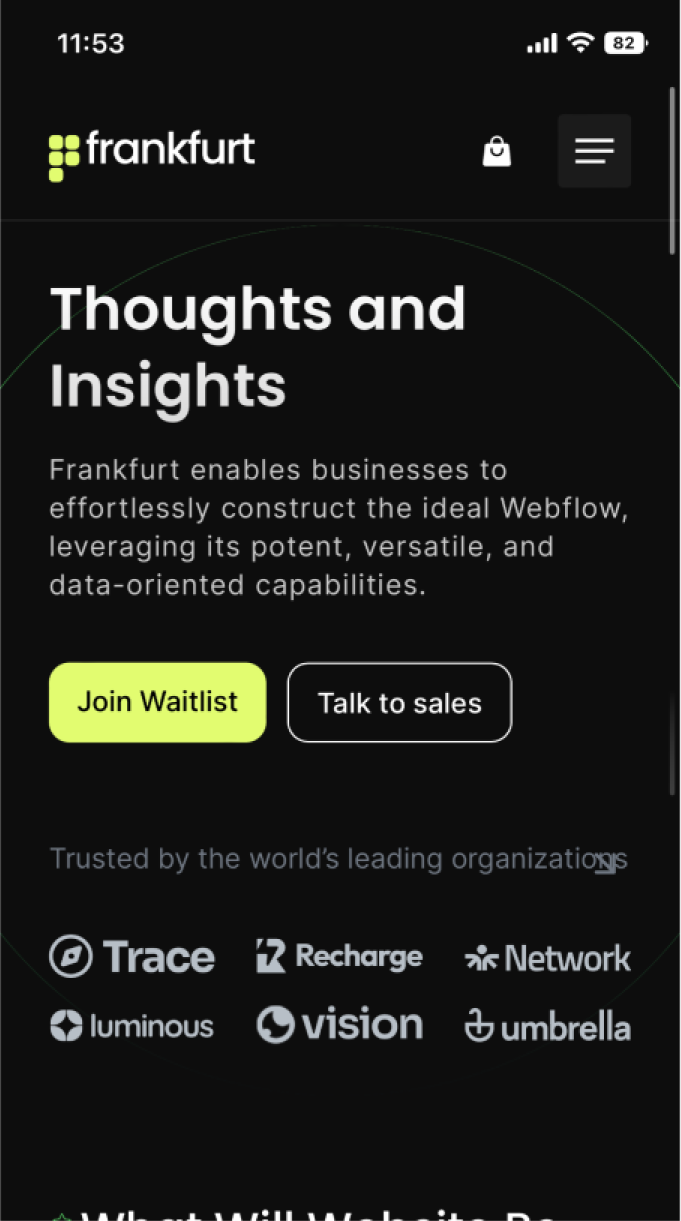 11:53
82
frankfurt
Thoughts and
Insights
Frankfurt enables businesses to
effortlessly construct the ideal Webflow,
leveraging its potent, versatile, and
data-oriented capabilities.
Join Waitlist
Talk to sales
Trusted by the world’s leading organizations
Trace
Recharge
Network
luminous
vision
umbrella
What Will Website Be